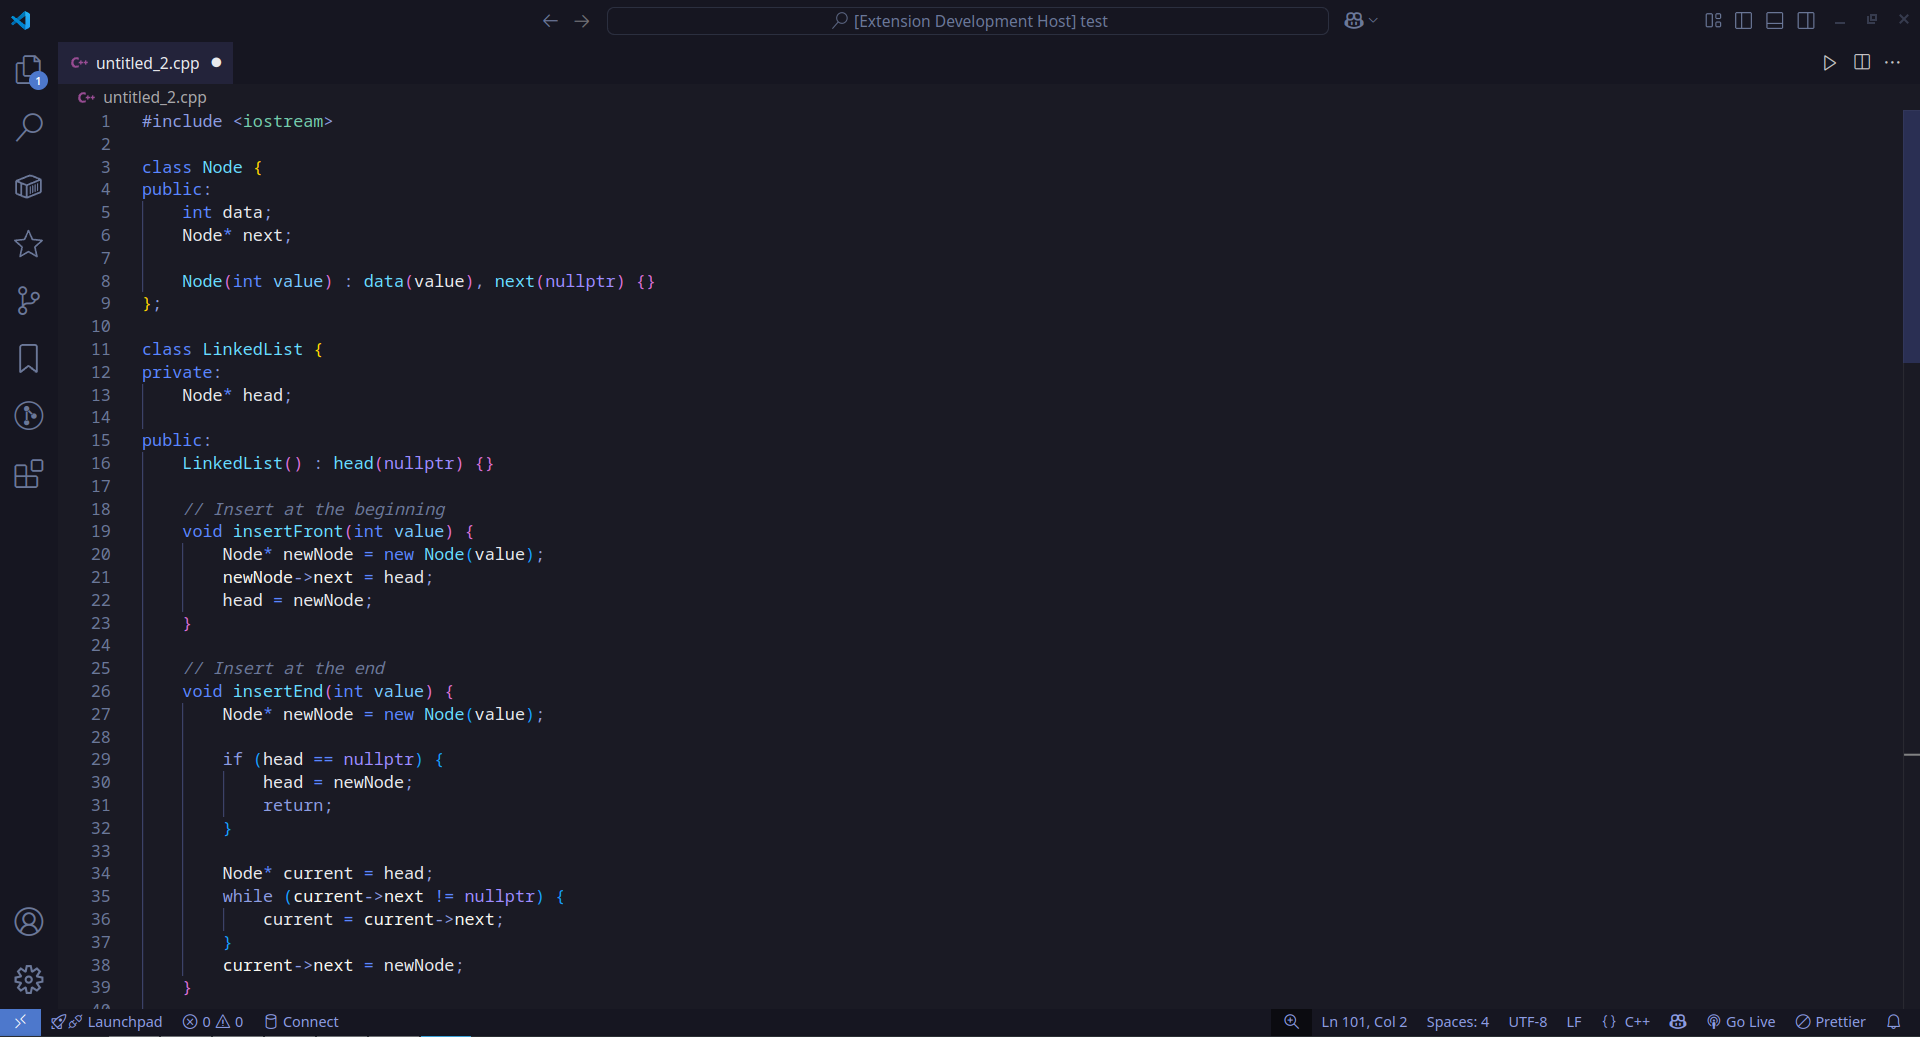 [Extension Development Host] test
C++ untitled_2.cpp
1
C++ untitled_2.cpp
1 #include <iostream>
2
3 class Node {
4 public:
5     int data;
6     Node* next;
7
8     Node(int value) : data(value), next(nullptr) {}
9 };
10
11 class LinkedList {
12 private:
13     Node* head;
14
15 public:
16     LinkedList() : head(nullptr) {}
17
18     // Insert at the beginning
19     void insertFront(int value) {
20         Node* newNode = new Node(value);
21         newNode->next = head;
22         head = newNode;
23     }
24
25     // Insert at the end
26     void insertEnd(int value) {
27         Node* newNode = new Node(value);
28
29         if (head == nullptr) {
30             head = newNode;
31             return;
32         }
33
34         Node* current = head;
35         while (current->next != nullptr) {
36             current = current->next;
37         }
38         current->next = newNode;
39     }
40
Launchpad 0 0 Connect Ln 101, Col 2 Spaces: 4 UTF-8 LF {} C++ Go Live Prettier